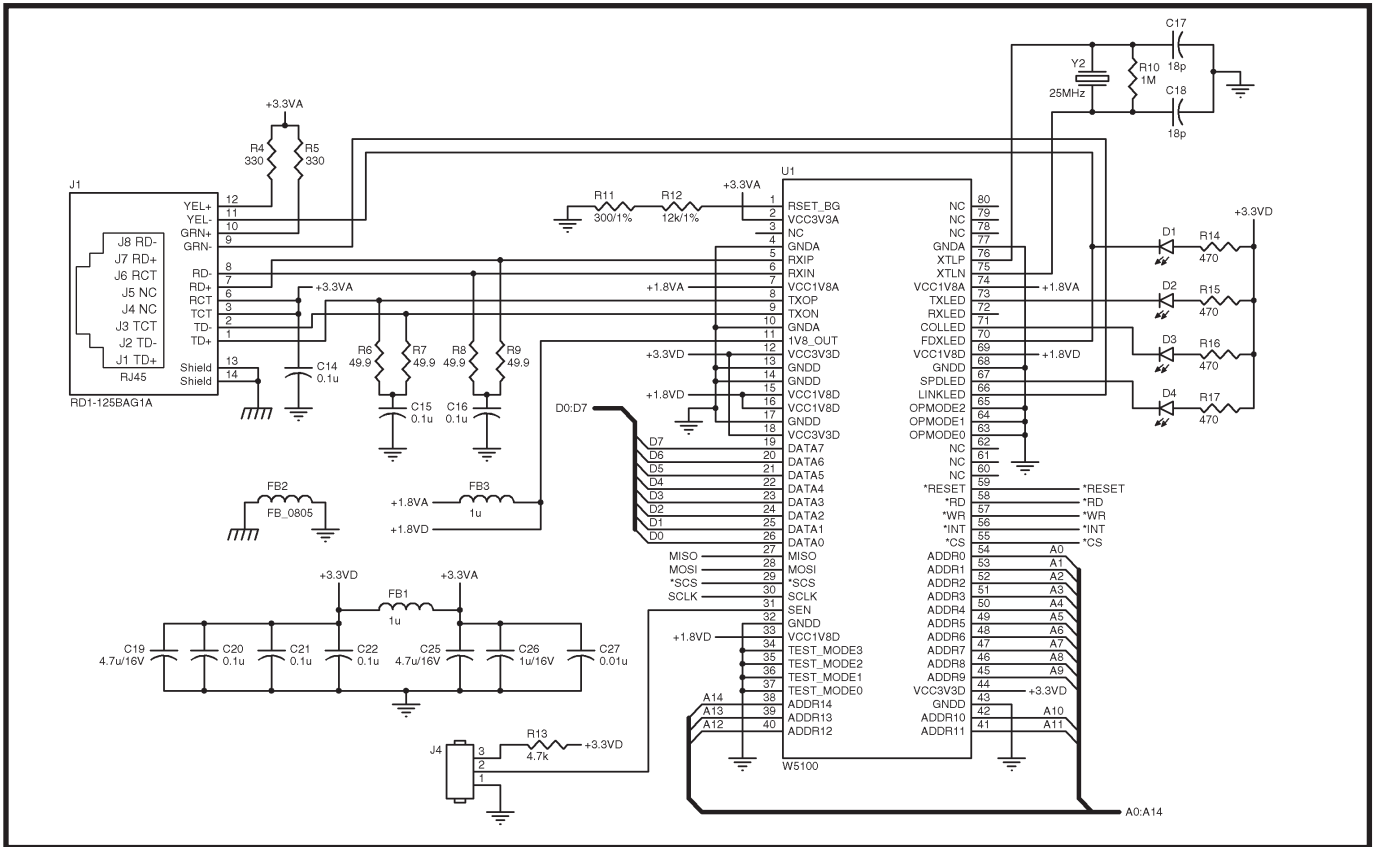 C17
18p
Y2
25MHz
R10
1M
C18
18p
+3.3VA
R4
330
R5
330
J1
YEL+ 12
YEL- 11
GRN+ 10
GRN- 9
RD- 8
RD+ 7
RCT 6
TCT 3
TD- 2
TD+ 1
Shield 13
Shield 14
J8 RD-
J7 RD+
J6 RCT
J5 NC
J4 NC
J3 TCT
J2 TD-
J1 TD+
RJ45
RD1-125BAG1A
+3.3VA
C14
0.1u
R6
49.9
R7
49.9
R8
49.9
R9
49.9
C15
0.1u
C16
0.1u
R11
300/1%
R12
12k/1%
+3.3VA
+1.8VA
+3.3VD
+1.8VD
D0:D7
D7
D6
D5
D4
D3
D2
D1
D0
MISO
MOSI
*SCS
SCLK
+1.8VD
A14
A13
A12
U1
1 RSET_BG
2 VCC3V3A
3 NC
4 GNDA
5 RXIP
6 RXIN
7 VCC1V8A
8 TXOP
9 TXON
10 GNDA
11 1V8_OUT
12 VCC3V3D
13 GNDD
14 GNDD
15 VCC1V8D
16 VCC1V8D
17 GNDD
18 VCC3V3D
19 DATA7
20 DATA6
21 DATA5
22 DATA4
23 DATA3
24 DATA2
25 DATA1
26 DATA0
27 MISO
28 MOSI
29 *SCS
30 SCLK
31 SEN
32 GNDD
33 VCC1V8D
34 TEST_MODE3
35 TEST_MODE2
36 TEST_MODE1
37 TEST_MODE0
38 ADDR14
39 ADDR13
40 ADDR12
NC 80
NC 79
NC 78
GNDA 77
XTLP 76
XTLN 75
VCC1V8A 74
TXLED 73
RXLED 72
COLLED 71
FDXLED 70
VCC1V8D 69
GNDD 68
SPDLED 67
LINKLED 66
OPMODE2 65
OPMODE1 64
OPMODE0 63
NC 62
NC 61
NC 60
*RESET 59
*RD 58
*WR 57
*INT 56
*CS 55
ADDR0 54
ADDR1 53
ADDR2 52
ADDR3 51
ADDR4 50
ADDR5 49
ADDR6 48
ADDR7 47
ADDR8 46
ADDR9 45
VCC3V3D 44
GNDD 43
ADDR10 42
ADDR11 41
W5100
+1.8VA
+1.8VD
*RESET
*RD
*WR
*INT
*CS
A0
A1
A2
A3
A4
A5
A6
A7
A8
A9
+3.3VD
A10
A11
A0:A14
+3.3VD
D1
R14
470
D2
R15
470
D3
R16
470
D4
R17
470
FB2
FB_0805
FB3
1u
+1.8VA
+1.8VD
+3.3VD
+3.3VA
FB1
1u
C19
4.7u/16V
C20
0.1u
C21
0.1u
C22
0.1u
C25
4.7u/16V
C26
1u/16V
C27
0.01u
J4
3
2
1
R13
4.7k
+3.3VD